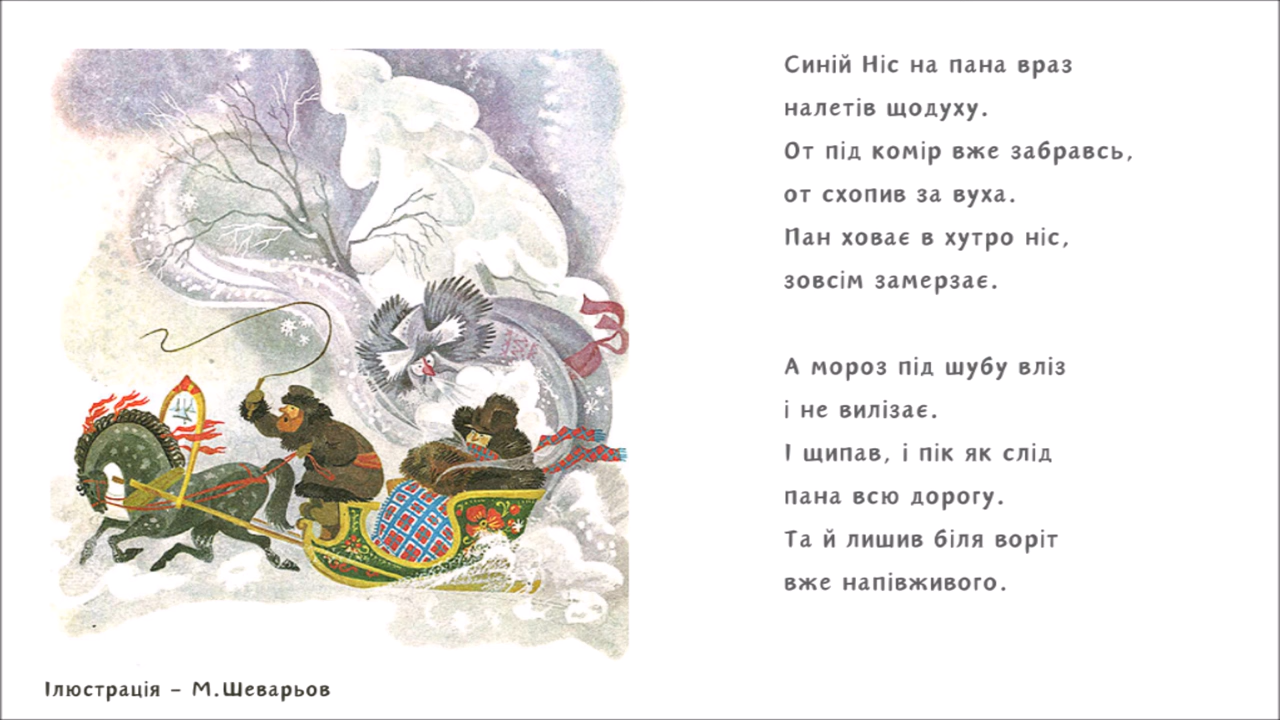 Синій Ніс на пана враз
налетів щодуху.
От під комір вже забравсь,
от схопив за вуха.
Пан ховає в хутро ніс,
зовсім замерзає.
А мороз під шубу вліз
і не вилізає.
І щипав, і пік як слід
пана всю дорогу.
Та й лишив біля воріт
вже напівживого.
Ілюстрація – М.Шеварьов